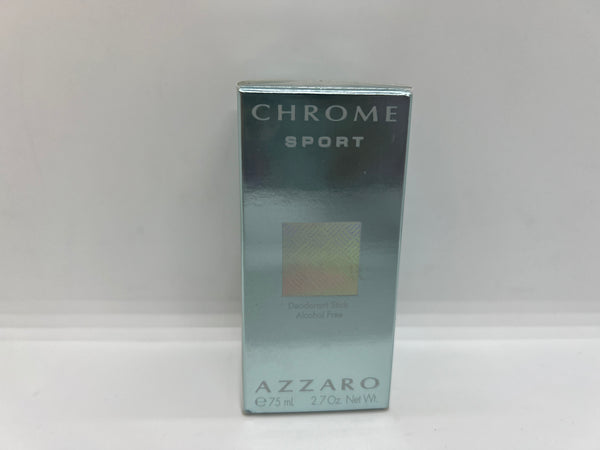 CHROME
SPORT
Deodorant Stick
Alcohol Free
AZZARO
℮75 mL 2.7 Oz. Net Wt.